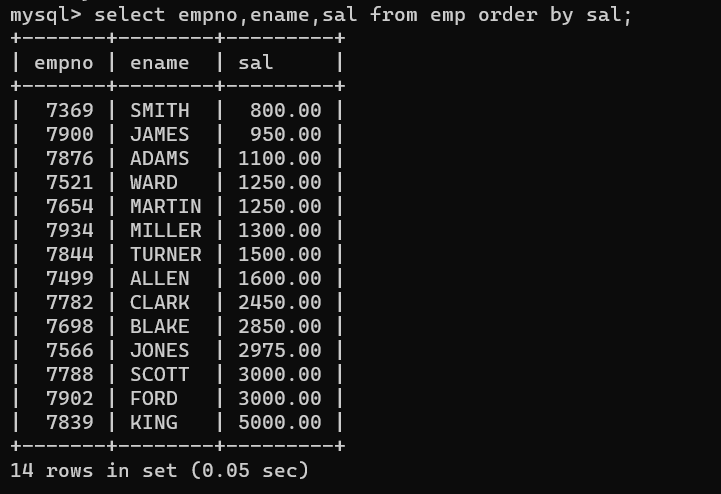 mysql> select empno,ename,sal from emp order by sal;
+-------+--------+---------+
| empno | ename  | sal     |
+-------+--------+---------+
|  7369 | SMITH  |  800.00 |
|  7900 | JAMES  |  950.00 |
|  7876 | ADAMS  | 1100.00 |
|  7521 | WARD   | 1250.00 |
|  7654 | MARTIN | 1250.00 |
|  7934 | MILLER | 1300.00 |
|  7844 | TURNER | 1500.00 |
|  7499 | ALLEN  | 1600.00 |
|  7782 | CLARK  | 2450.00 |
|  7698 | BLAKE  | 2850.00 |
|  7566 | JONES  | 2975.00 |
|  7788 | SCOTT  | 3000.00 |
|  7902 | FORD   | 3000.00 |
|  7839 | KING   | 5000.00 |
+-------+--------+---------+
14 rows in set (0.05 sec)